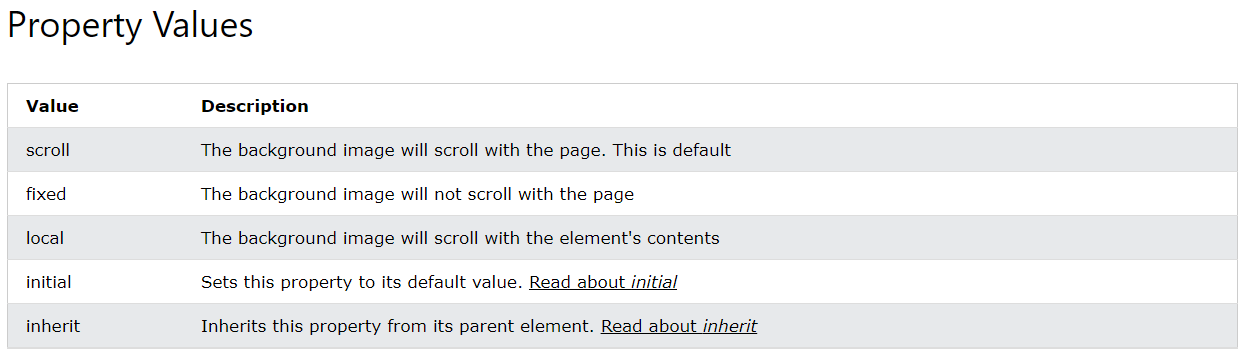 Property Values
Value Description
scroll The background image will scroll with the page. This is default
fixed The background image will not scroll with the page
local The background image will scroll with the element's contents
initial Sets this property to its default value. Read about initial
inherit Inherits this property from its parent element. Read about inherit